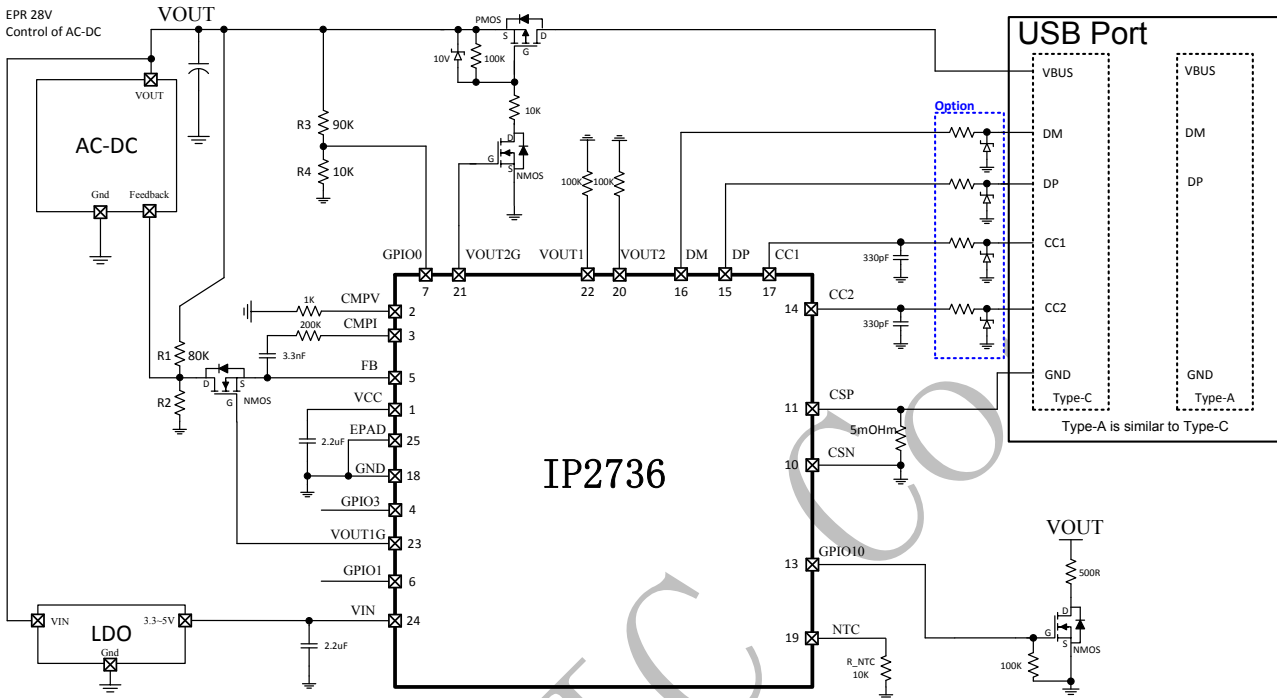 EPR 28V
Control of AC-DC
VOUT
VOUT
AC-DC
Gnd
Feedback
R3
90K
R4
10K
10V
100K
PMOS
S
D
G
10K
D
G
S
NMOS
100K
100K
GPIO0
VOUT2G
VOUT1
VOUT2
DM
DP
CC1
7
21
22
20
16
15
17
USB Port
VBUS
DM
DP
CC1
CC2
GND
Type-C
VBUS
DM
DP
GND
Type-A
Type-A is similar to Type-C
Option
330pF
330pF
1K
CMPV
2
200K
CMPI
3
3.3nF
R1
80K
R2
D
S
G
NMOS
FB
5
VCC
1
2.2uF
EPAD
25
GND
18
GPIO3
4
VOUT1G
23
GPIO1
6
VIN
24
2.2uF
VIN
3.3~5V
LDO
Gnd
IP2736
14
CC2
11
CSP
5mOHm
10
CSN
13
GPIO10
19
NTC
R_NTC
10K
VOUT
500R
D
G
S
NMOS
100K
C Co